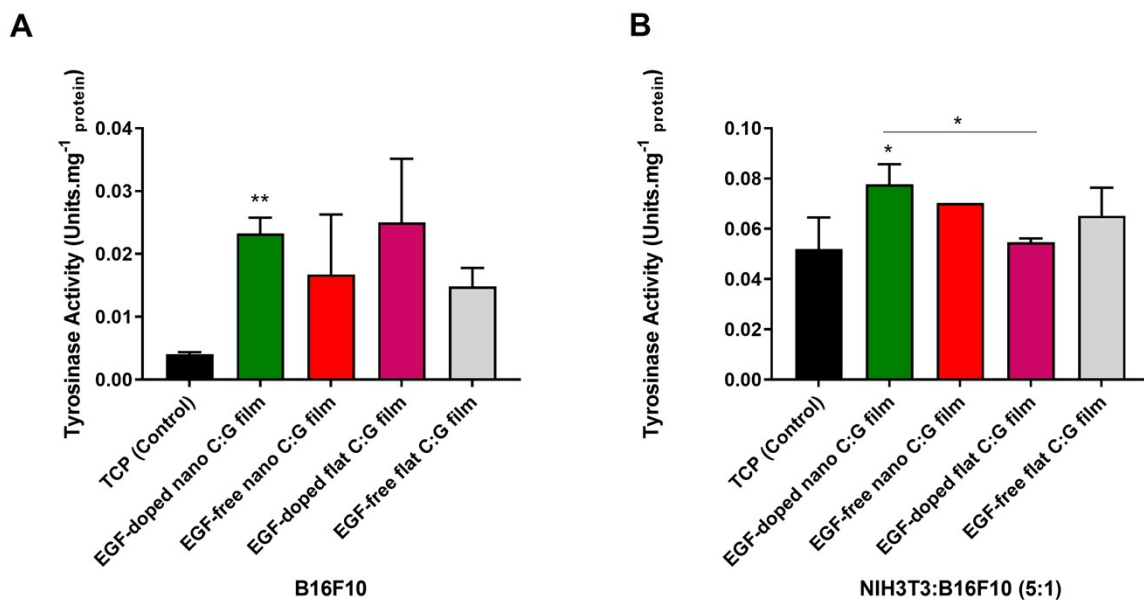 A
Tyrosinase Activity (Units.mg⁻¹ protein)
0.04
0.03
0.02
0.01
0.00
**
TCP (Control)
EGF-doped nano C:G film
EGF-free nano C:G film
EGF-doped flat C:G film
EGF-free flat C:G film
B16F10
B
Tyrosinase Activity (Units.mg⁻¹ protein)
0.10
0.08
0.06
0.04
0.02
0.00
*
*
TCP (Control)
EGF-doped nano C:G film
EGF-free nano C:G film
EGF-doped flat C:G film
EGF-free flat C:G film
NIH3T3:B16F10 (5:1)